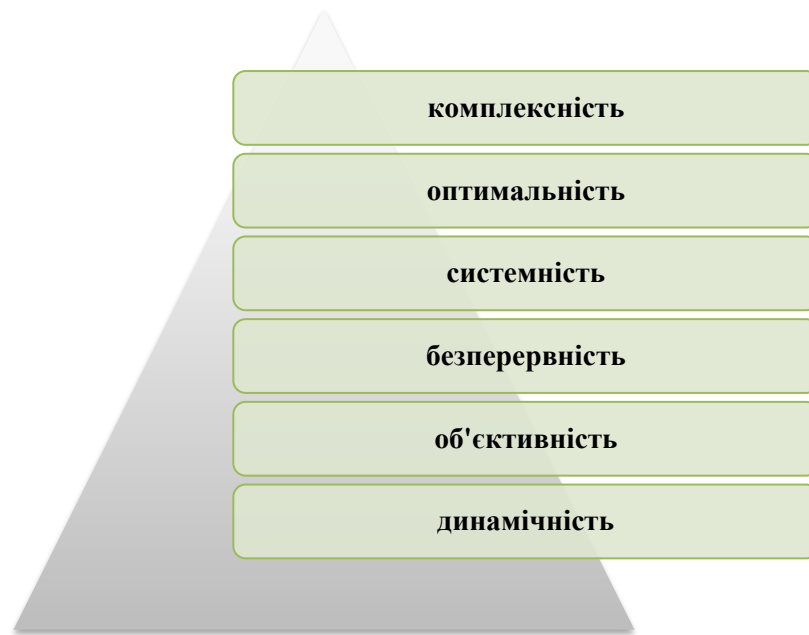 комплексність
оптимальність
системність
безперервність
об'єктивність
динамічність